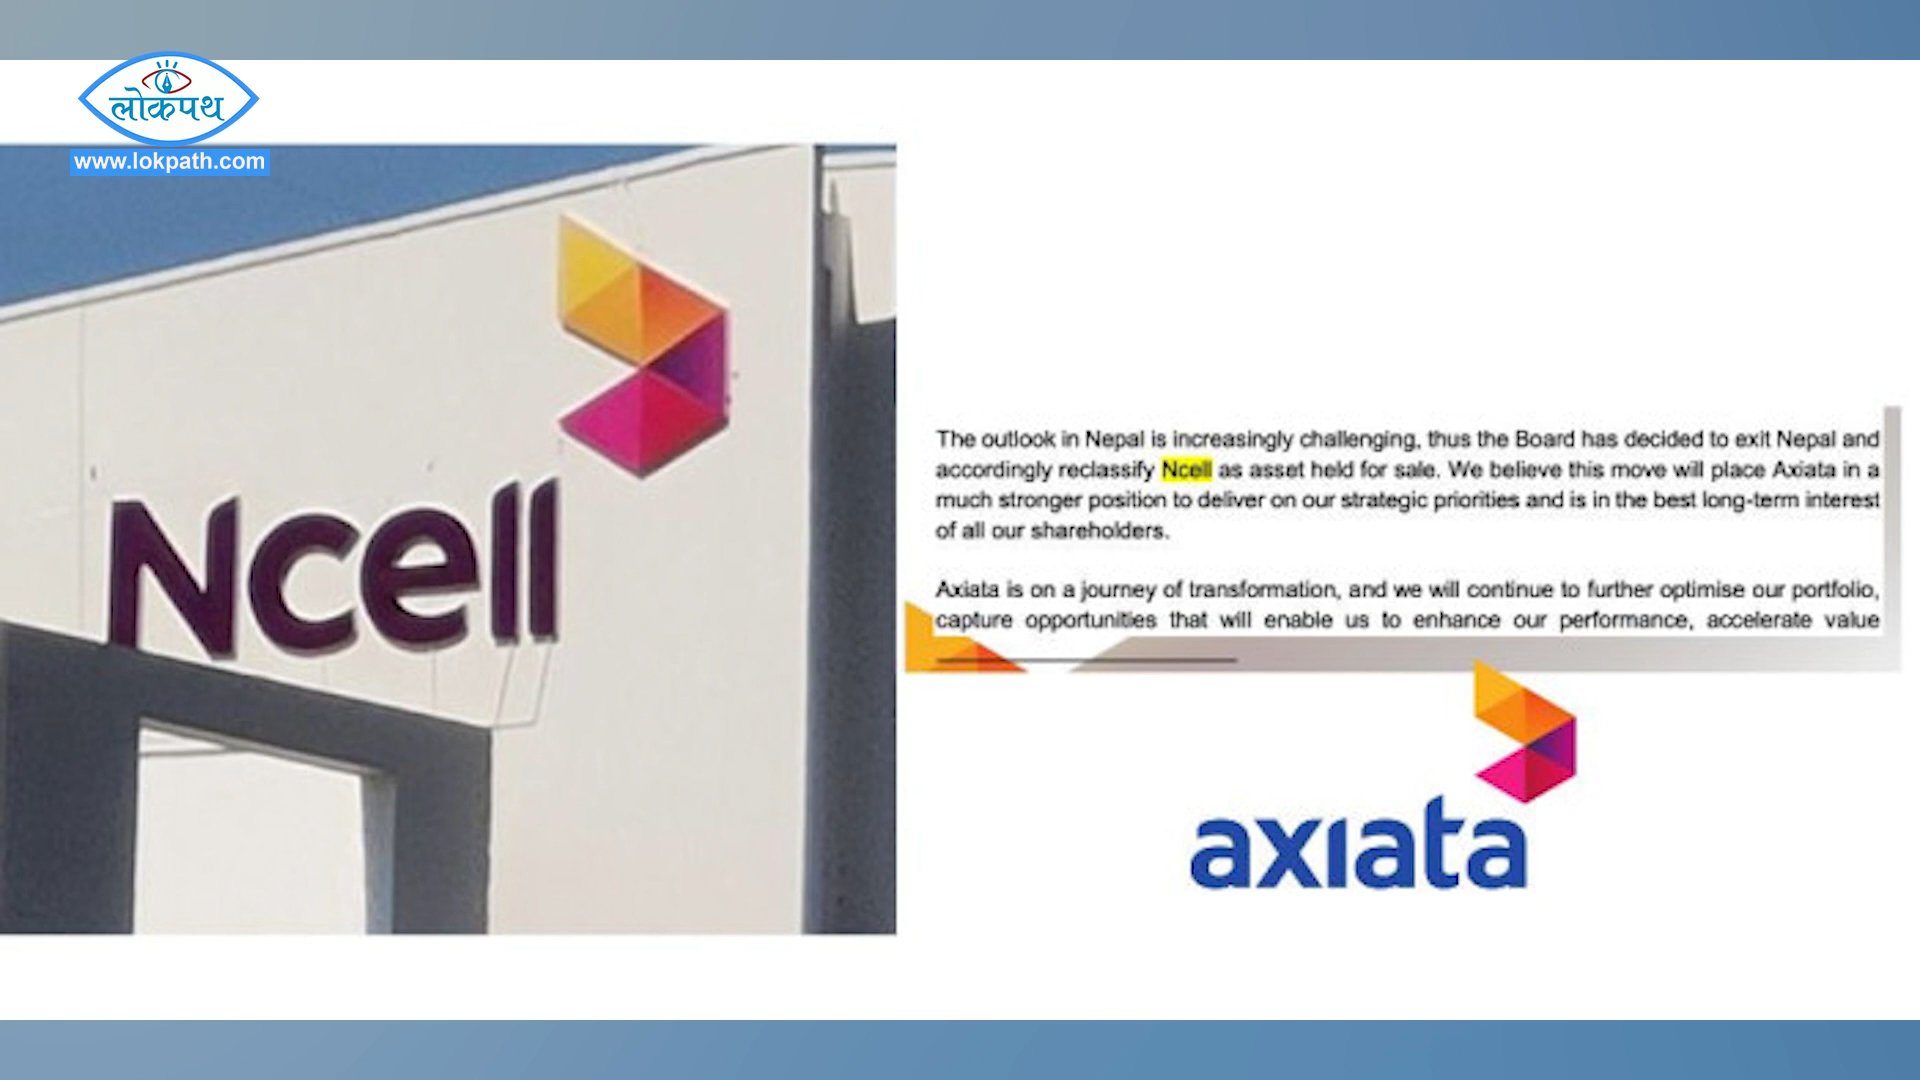 लोकपथ
www.lokpath.com
Ncell
The outlook in Nepal is increasingly challenging, thus the Board has decided to exit Nepal and
accordingly reclassify Ncell as asset held for sale. We believe this move will place Axiata in a
much stronger position to deliver on our strategic priorities and is in the best long-term interest
of all our shareholders.
Axiata is on a journey of transformation, and we will continue to further optimise our portfolio,
capture opportunities that will enable us to enhance our performance, accelerate value
axiata